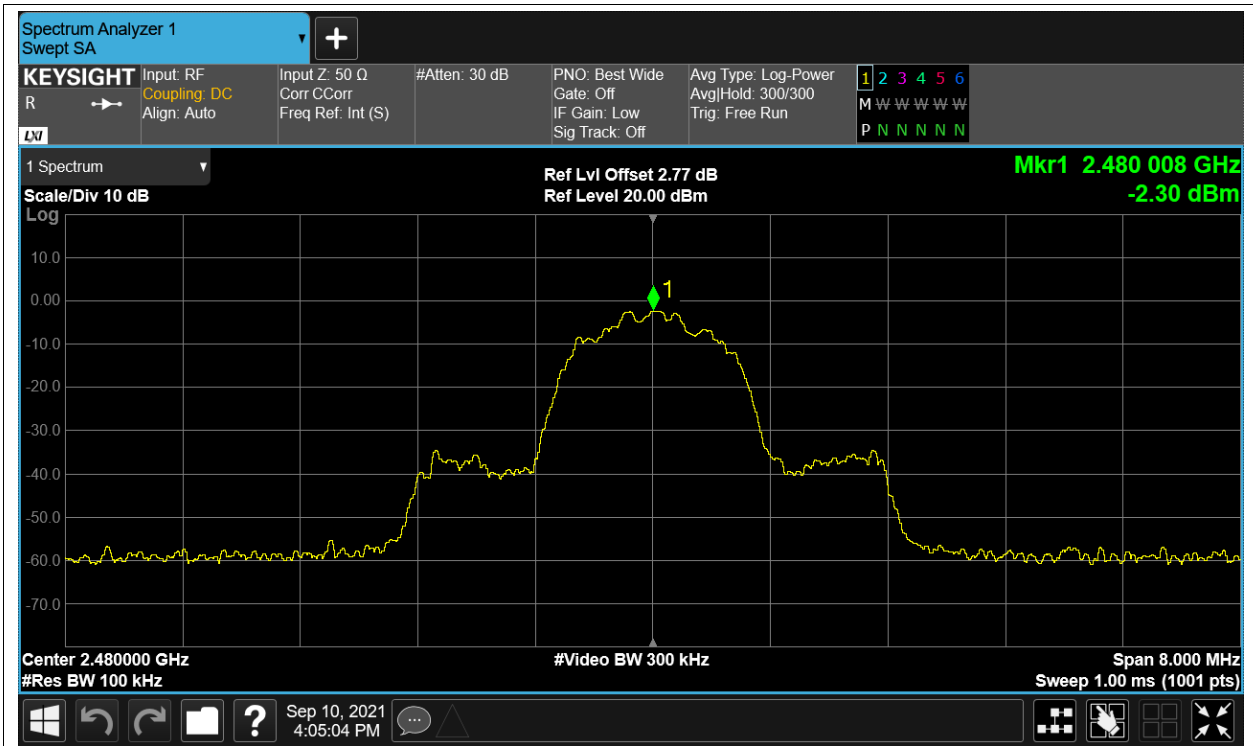 Spectrum Analyzer 1
Swept SA
KEYSIGHT
R
LXI
Input: RF
Coupling: DC
Align: Auto
Input Z: 50 Ω
Corr CCorr
Freq Ref: Int (S)
#Atten: 30 dB
PNO: Best Wide
Gate: Off
IF Gain: Low
Sig Track: Off
Avg Type: Log-Power
Avg|Hold: 300/300
Trig: Free Run
1 2 3 4 5 6
M W W W W W
P N N N N N
1 Spectrum
Scale/Div 10 dB
Log
Ref Lvl Offset 2.77 dB
Ref Level 20.00 dBm
Mkr1 2.480 008 GHz
-2.30 dBm
1
10.0
0.00
-10.0
-20.0
-30.0
-40.0
-50.0
-60.0
-70.0
Center 2.480000 GHz
#Res BW 100 kHz
#Video BW 300 kHz
Span 8.000 MHz
Sweep 1.00 ms (1001 pts)
?
Sep 10, 2021
4:05:04 PM